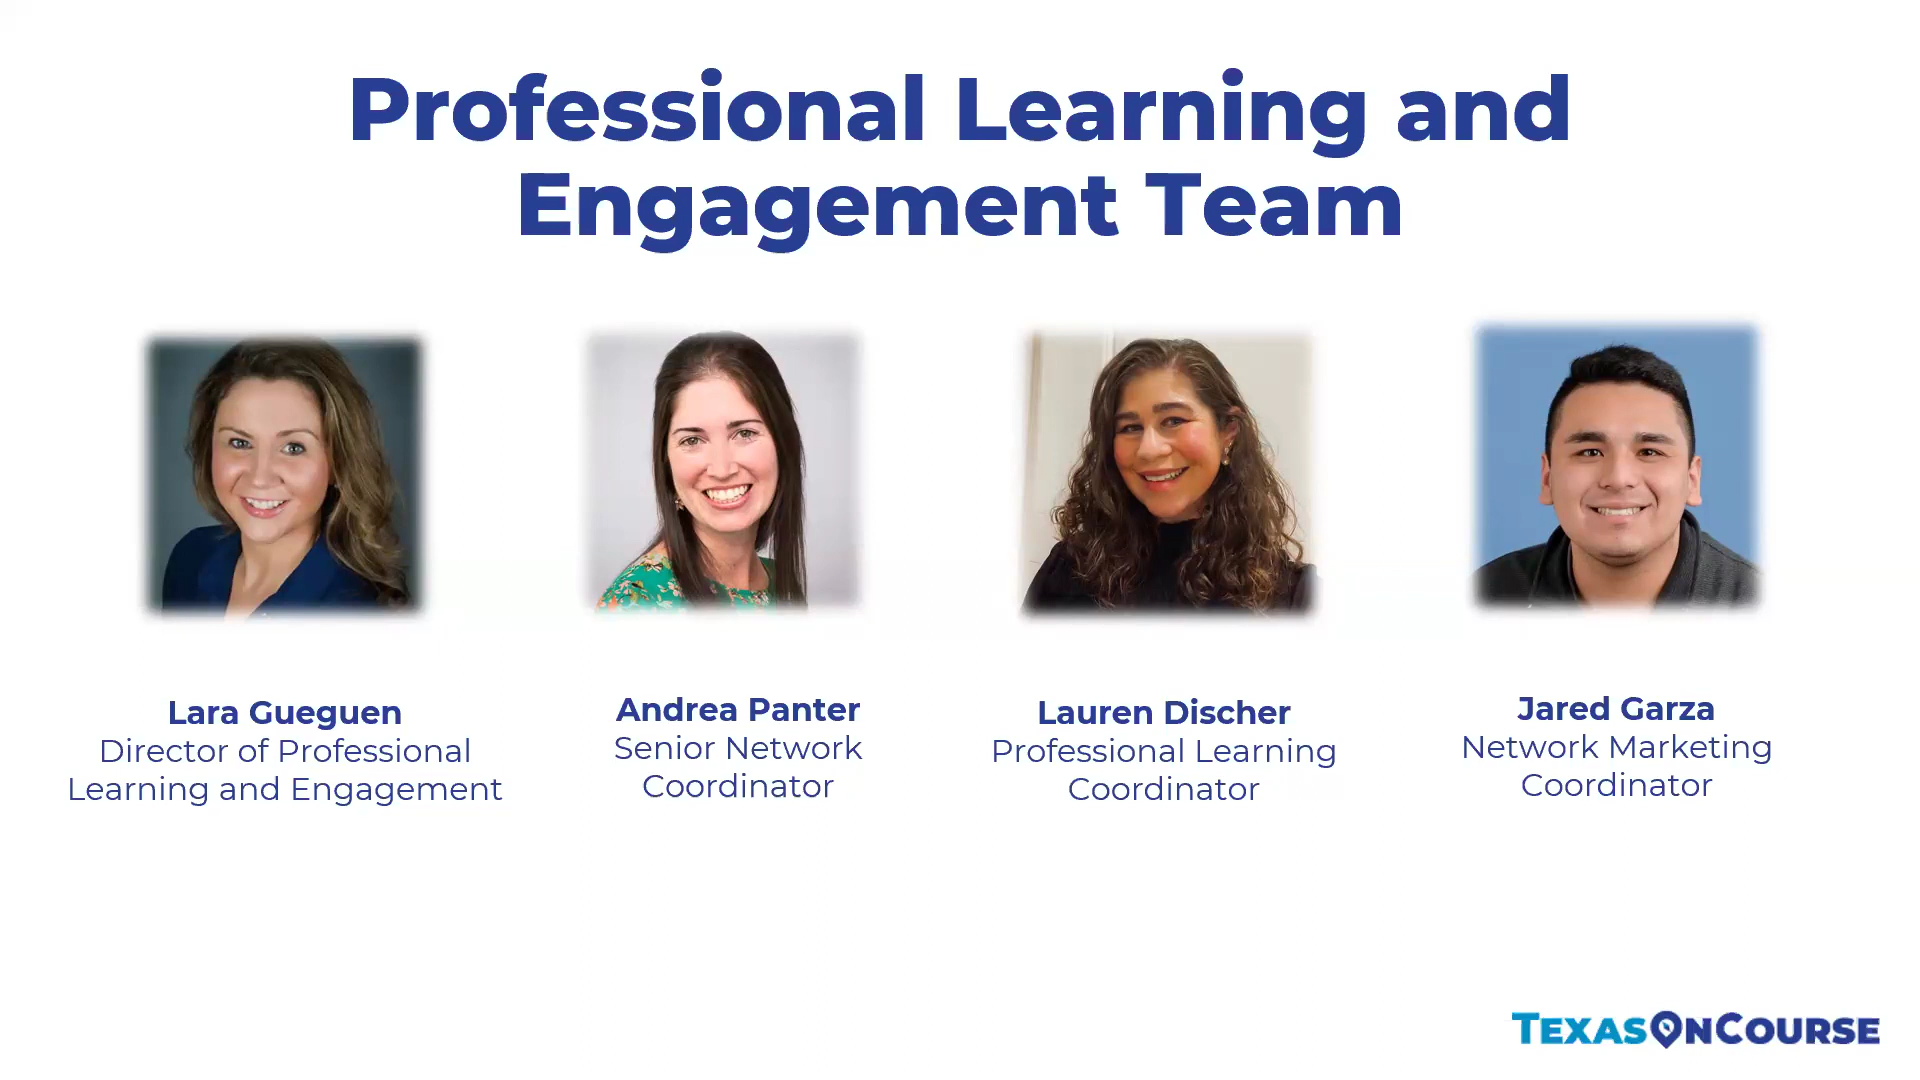 Professional Learning and
Engagement Team
Lara Gueguen
Director of Professional
Learning and Engagement
Andrea Panter
Senior Network
Coordinator
Lauren Discher
Professional Learning
Coordinator
Jared Garza
Network Marketing
Coordinator
TEXASONCOURSE